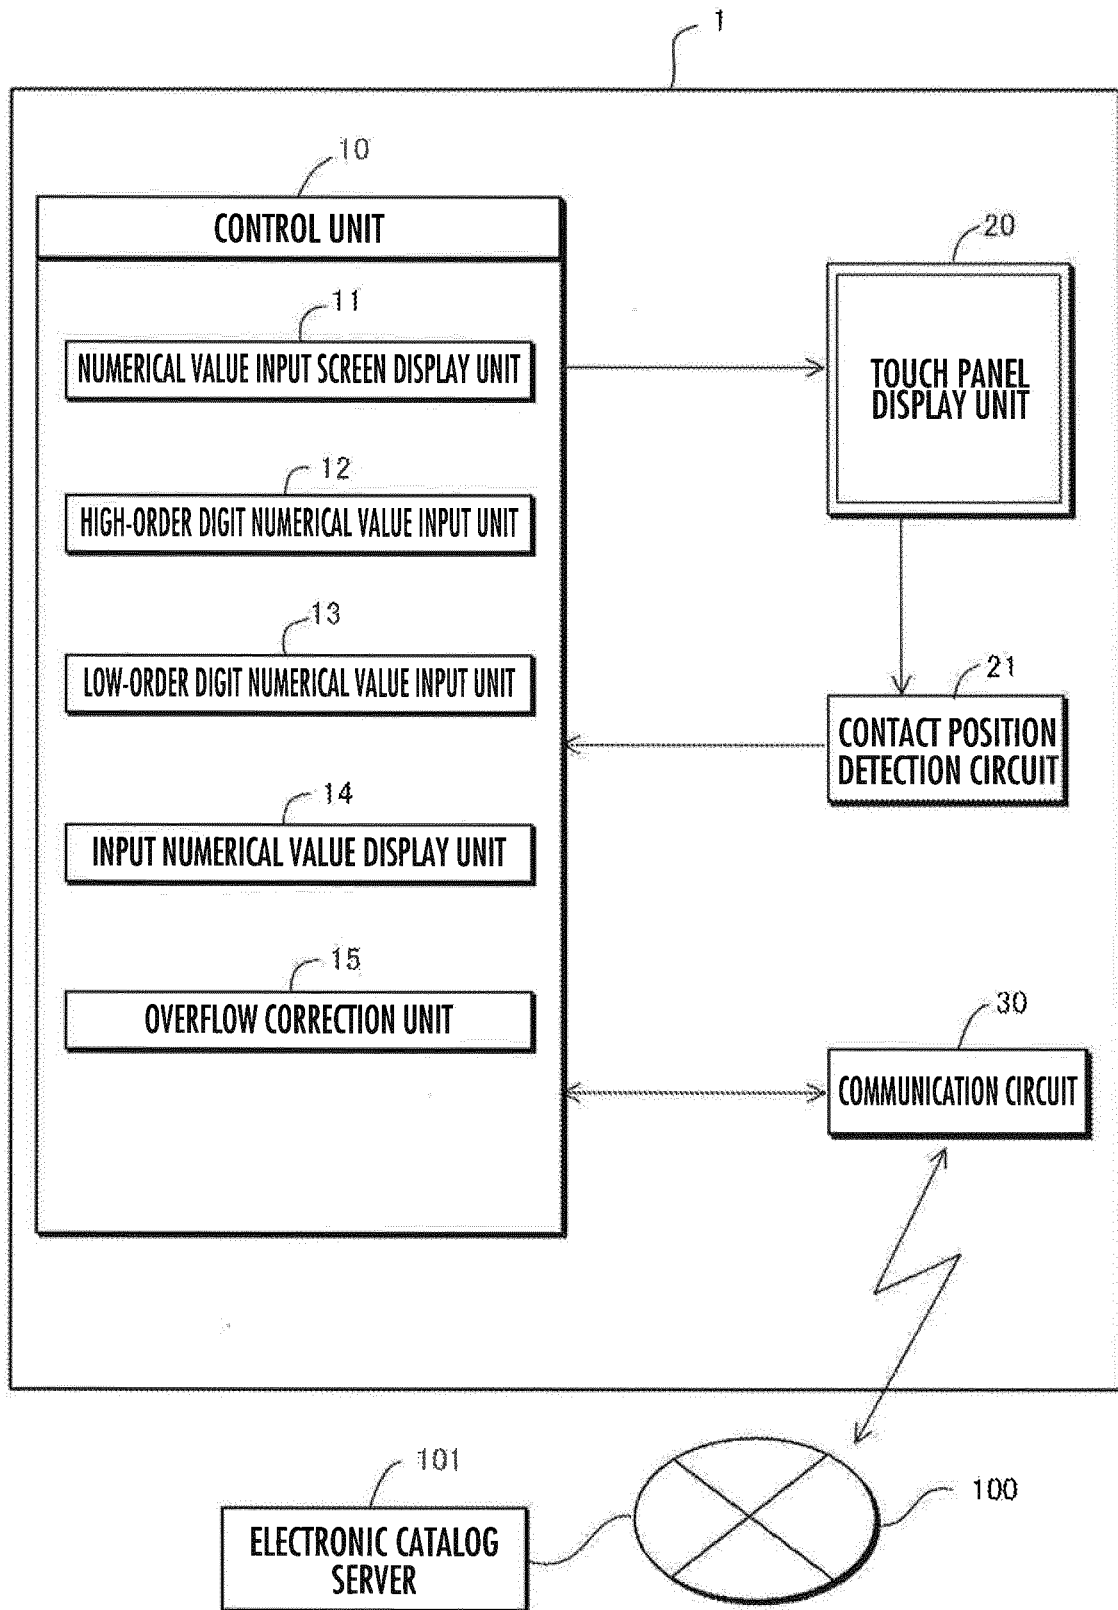 1
10
CONTROL UNIT
11
NUMERICAL VALUE INPUT SCREEN DISPLAY UNIT
12
HIGH-ORDER DIGIT NUMERICAL VALUE INPUT UNIT
13
LOW-ORDER DIGIT NUMERICAL VALUE INPUT UNIT
14
INPUT NUMERICAL VALUE DISPLAY UNIT
15
OVERFLOW CORRECTION UNIT
20
TOUCH PANEL
DISPLAY UNIT
21
CONTACT POSITION
DETECTION CIRCUIT
30
COMMUNICATION CIRCUIT
101
ELECTRONIC CATALOG
SERVER
100